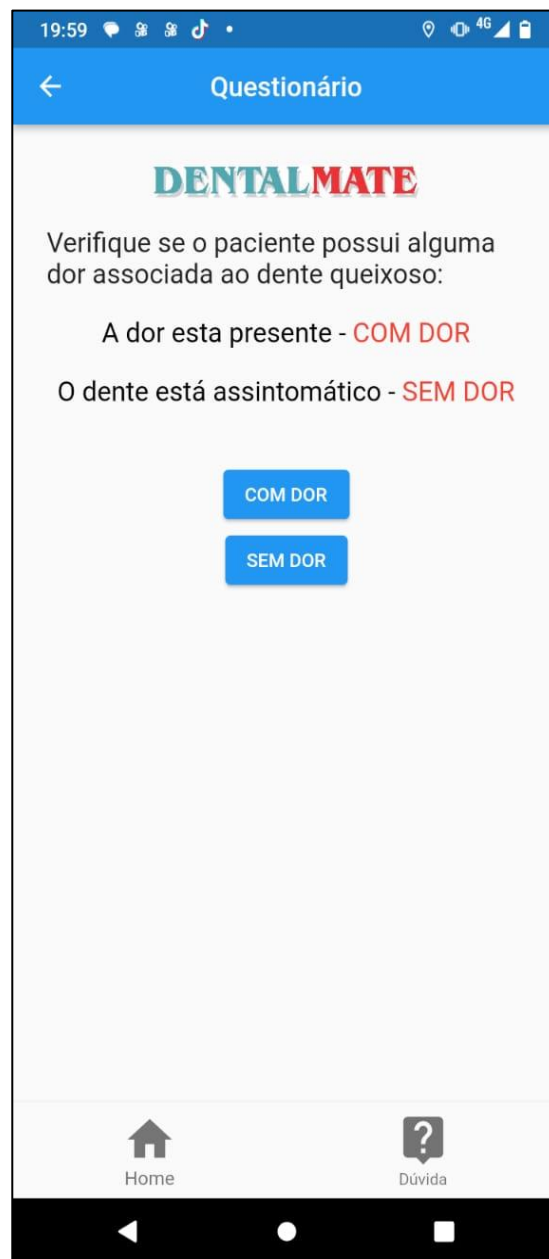 19:59
4G
Questionário
DENTALMATE
Verifique se o paciente possui alguma
dor associada ao dente queixoso:
A dor esta presente - COM DOR
O dente está assintomático - SEM DOR
COM DOR
SEM DOR
Home
Dúvida